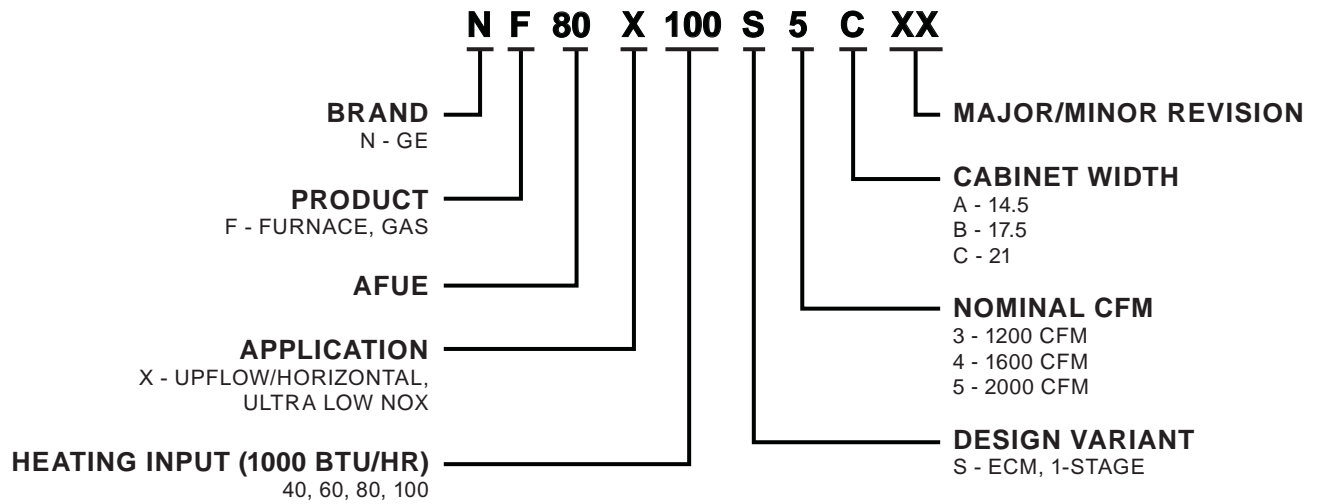 N F 80 X 100 S 5 C XX
BRAND
N - GE
PRODUCT
F - FURNACE, GAS
AFUE
APPLICATION
X - UPFLOW/HORIZONTAL,
ULTRA LOW NOX
HEATING INPUT (1000 BTU/HR)
40, 60, 80, 100
MAJOR/MINOR REVISION
CABINET WIDTH
A - 14.5
B - 17.5
C - 21
NOMINAL CFM
3 - 1200 CFM
4 - 1600 CFM
5 - 2000 CFM
DESIGN VARIANT
S - ECM, 1-STAGE